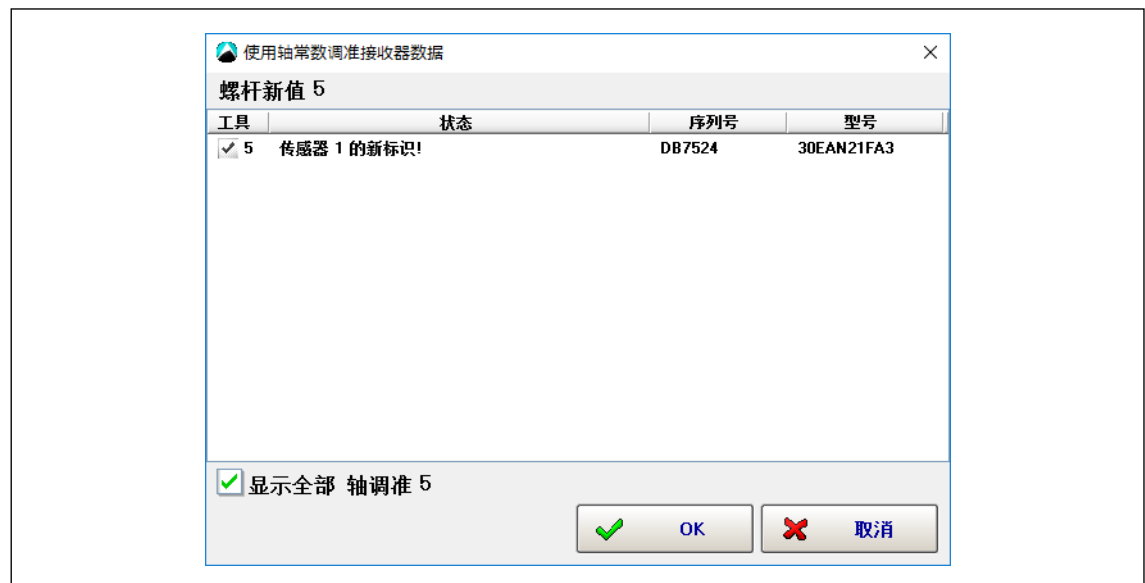 使用轴常数调准接收器数据
螺杆新值 5
工具 状态 序列号 型号
5 传感器 1 的新标识! DB7524 30EAN21FA3
显示全部 轴调准 5
OK 取消